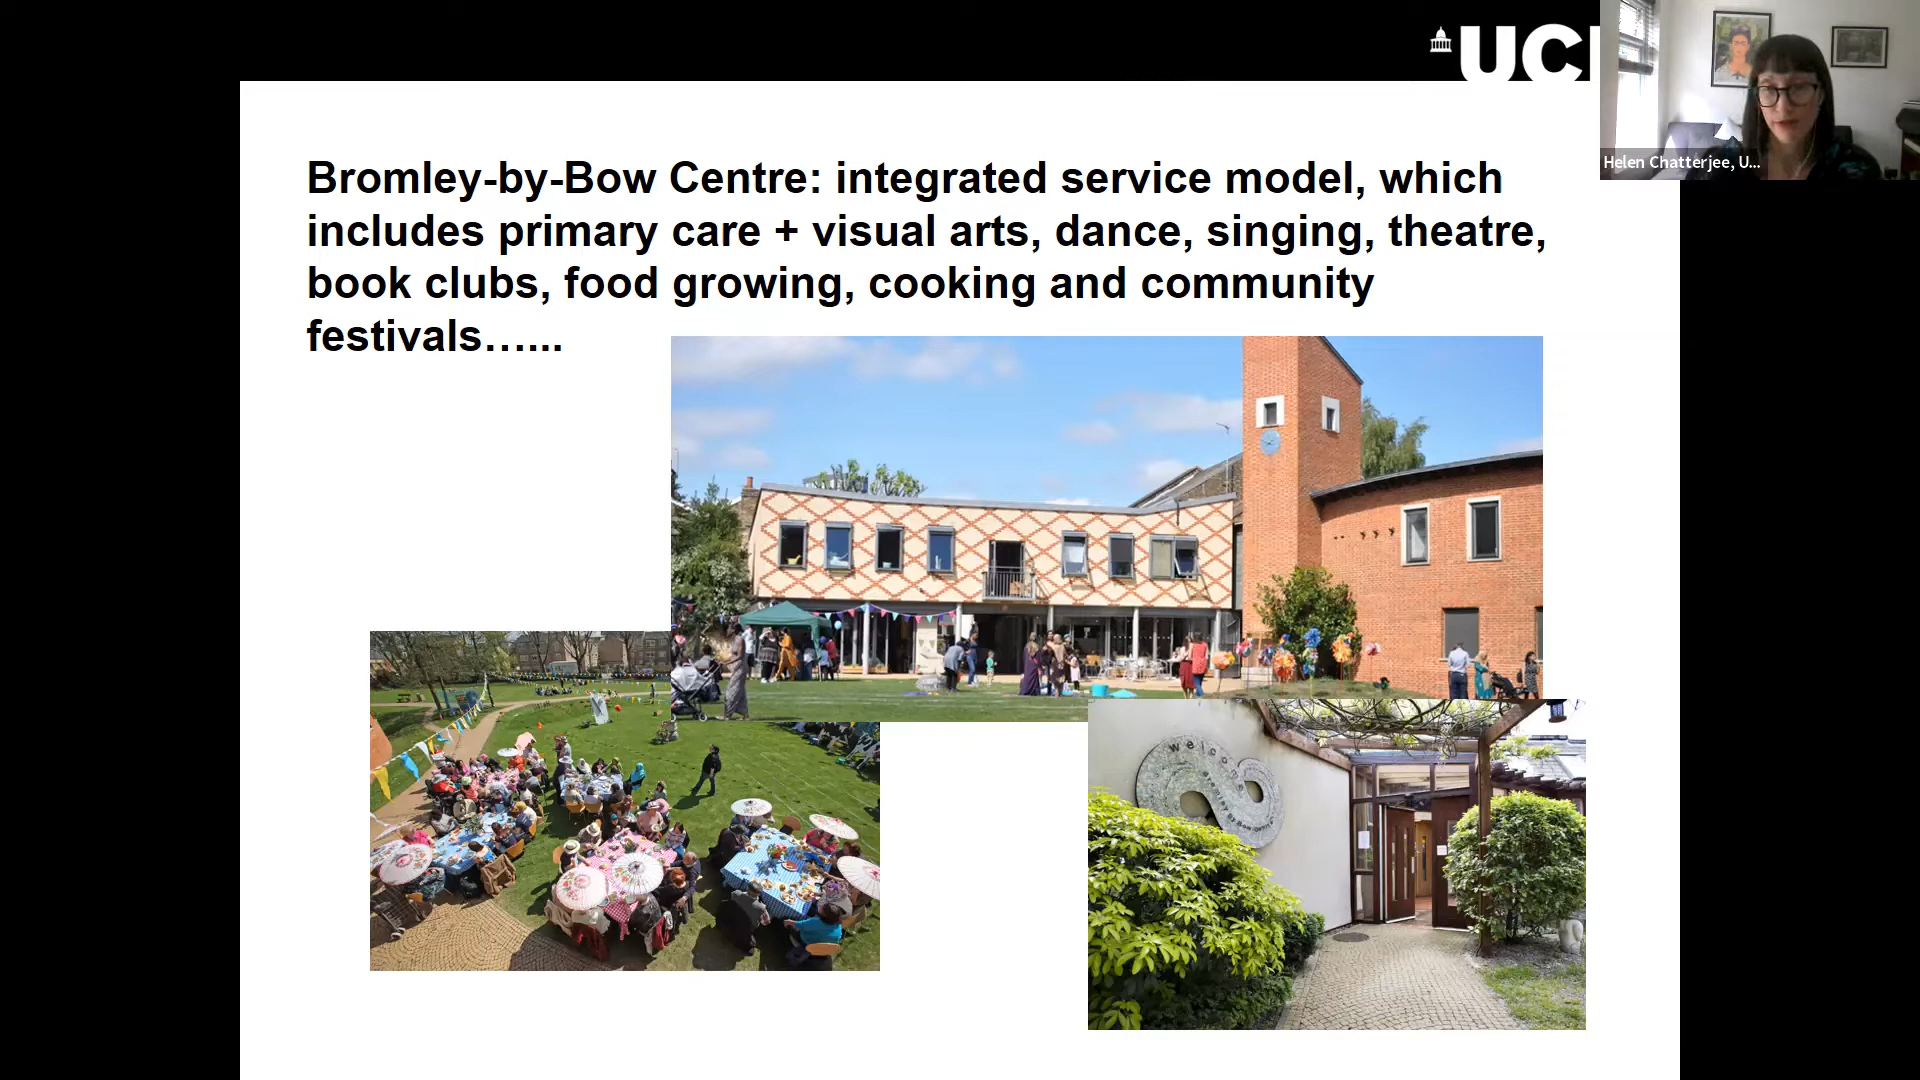 UCL
Helen Chatterjee, U...
Bromley-by-Bow Centre: integrated service model, which
includes primary care + visual arts, dance, singing, theatre,
book clubs, food growing, cooking and community
festivals…...
welcome